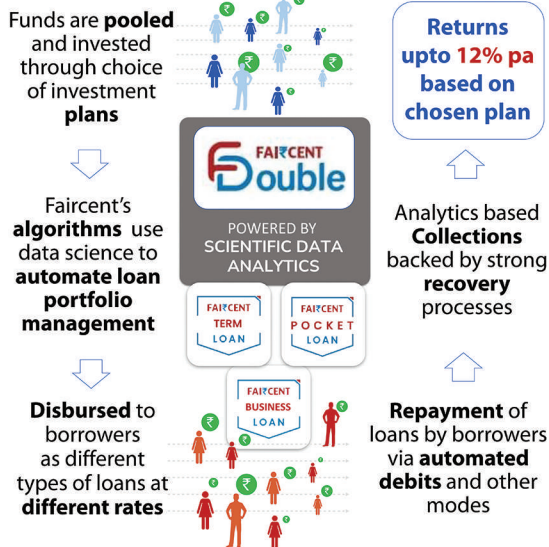 Funds are pooled
and invested
through choice
of investment
plans
Faircent's
algorithms use
data science to
automate loan
portfolio
management
Disbursed to
borrowers
as different
types of loans at
different rates
FAIRCENT
Double
POWERED BY
SCIENTIFIC DATA
ANALYTICS
FAIRCENT
TERM
LOAN
FAIRCENT
POCKET
LOAN
FAIRCENT
BUSINESS
LOAN
Returns
upto 12% pa
based on
chosen plan
Analytics based
Collections
backed by strong
recovery
processes
Repayment of
loans by borrowers
via automated
debits and other
modes